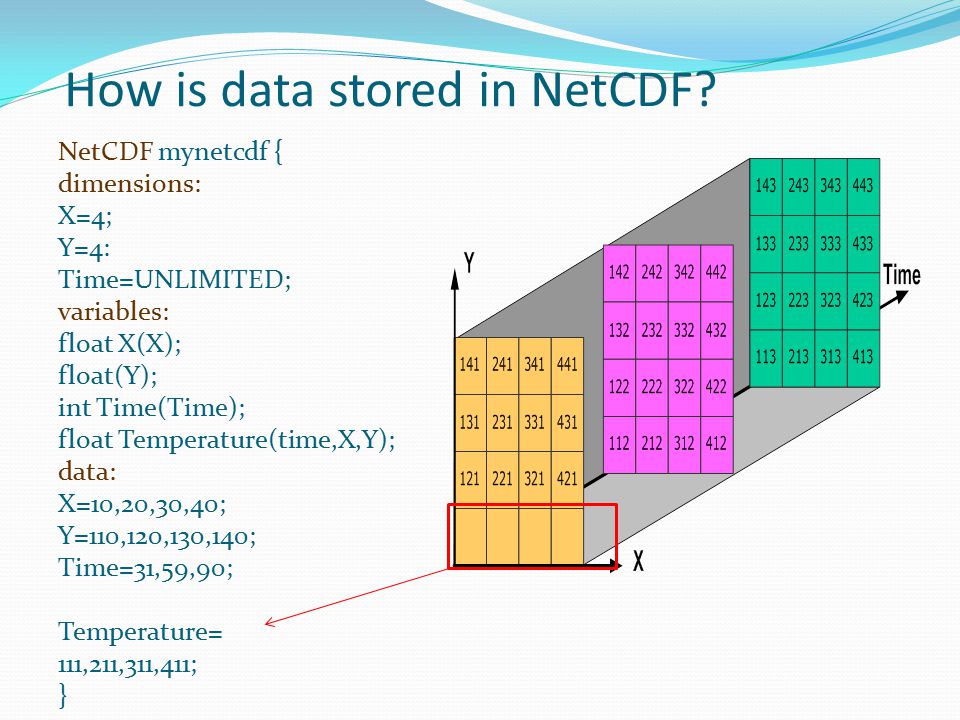 How is data stored in NetCDF?
NetCDF mynetcdf {
dimensions:
X=4;
Y=4:
Time=UNLIMITED;
variables:
float X(X);
float(Y);
int Time(Time);
float Temperature(time,X,Y);
data:
X=10,20,30,40;
Y=110,120,130,140;
Time=31,59,90;
Temperature=
111,211,311,411;
}
Y
141 241 341 441
131 231 331 431
121 221 321 421
X
142 242 342 442
132 232 332 432
122 222 322 422
112 212 312 412
143 243 343 443
133 233 333 433
123 223 323 423
113 213 313 413
Time